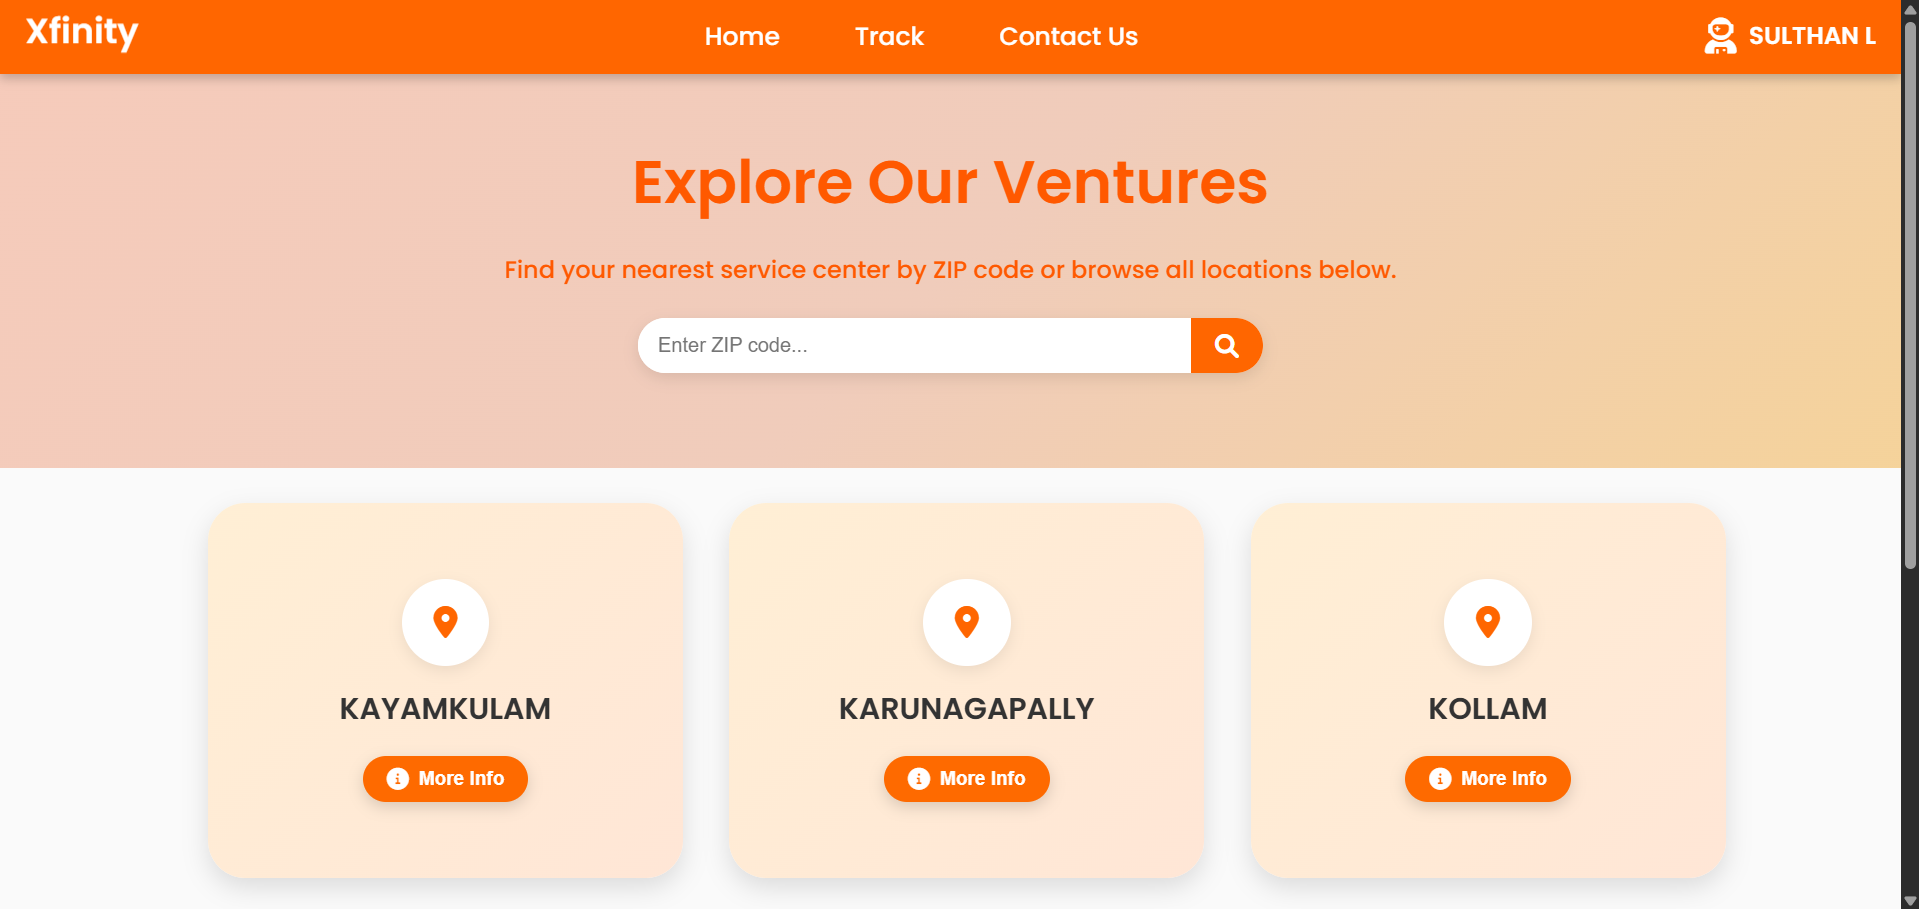 Xfinity
Home
Track
Contact Us
SULTHAN L
Explore Our Ventures
Find your nearest service center by ZIP code or browse all locations below.
Enter ZIP code...
KAYAMKULAM
More Info
KARUNAGAPALLY
More Info
KOLLAM
More Info